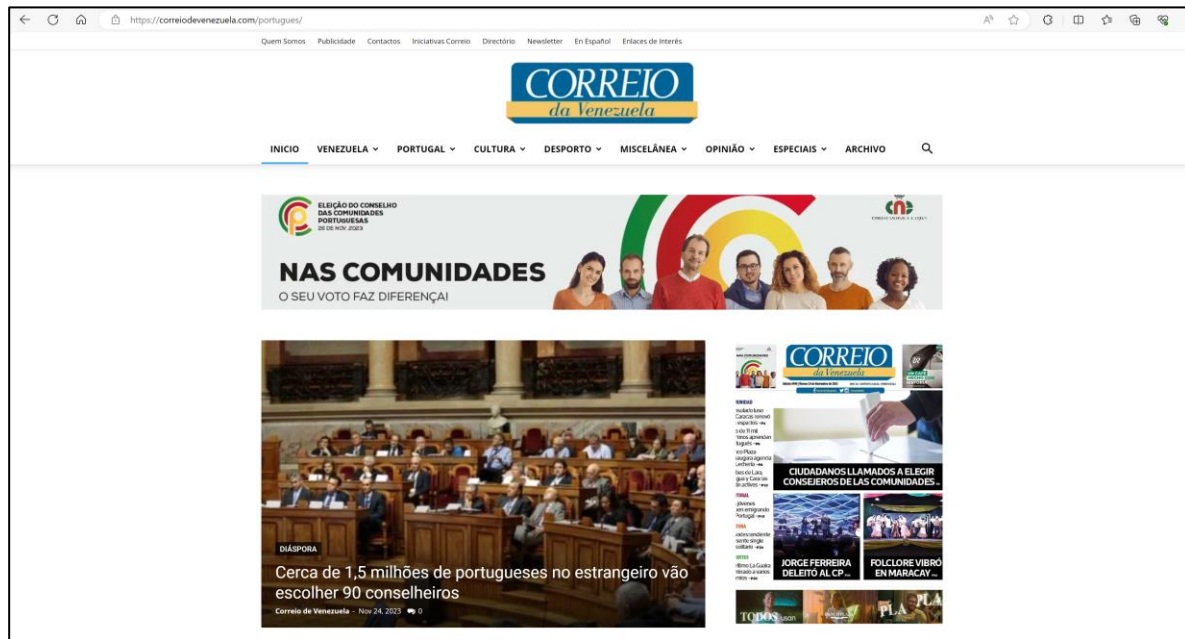 https://correiodevenezuela.com/portugues/
Quem Somos Publicidade Contactos Iniciativas Correio Directório Newsletter En Español Enlaces de Interés
CORREIO
da Venezuela
INICIO VENEZUELA PORTUGAL CULTURA DESPORTO MISCELÂNEA OPINIÃO ESPECIAIS ARCHIVO
ELEIÇÃO DO CONSELHO
DAS COMUNIDADES
PORTUGUESAS
26 DE NOV. 2023
NAS COMUNIDADES
O SEU VOTO FAZ DIFERENÇA!
DIÁSPORA
Cerca de 1,5 milhões de portugueses no estrangeiro vão
escolher 90 conselheiros
Correio de Venezuela - Nov 24, 2023 0
CORREIO
da Venezuela
CIUDADANOS LLAMADOS A ELEGIR
CONSEJEROS DE LAS COMUNIDADES
JORGE FERREIRA
DELEITÓ AL CP
FOLCLORE VIBRÓ
EN MARACAY
TODOS